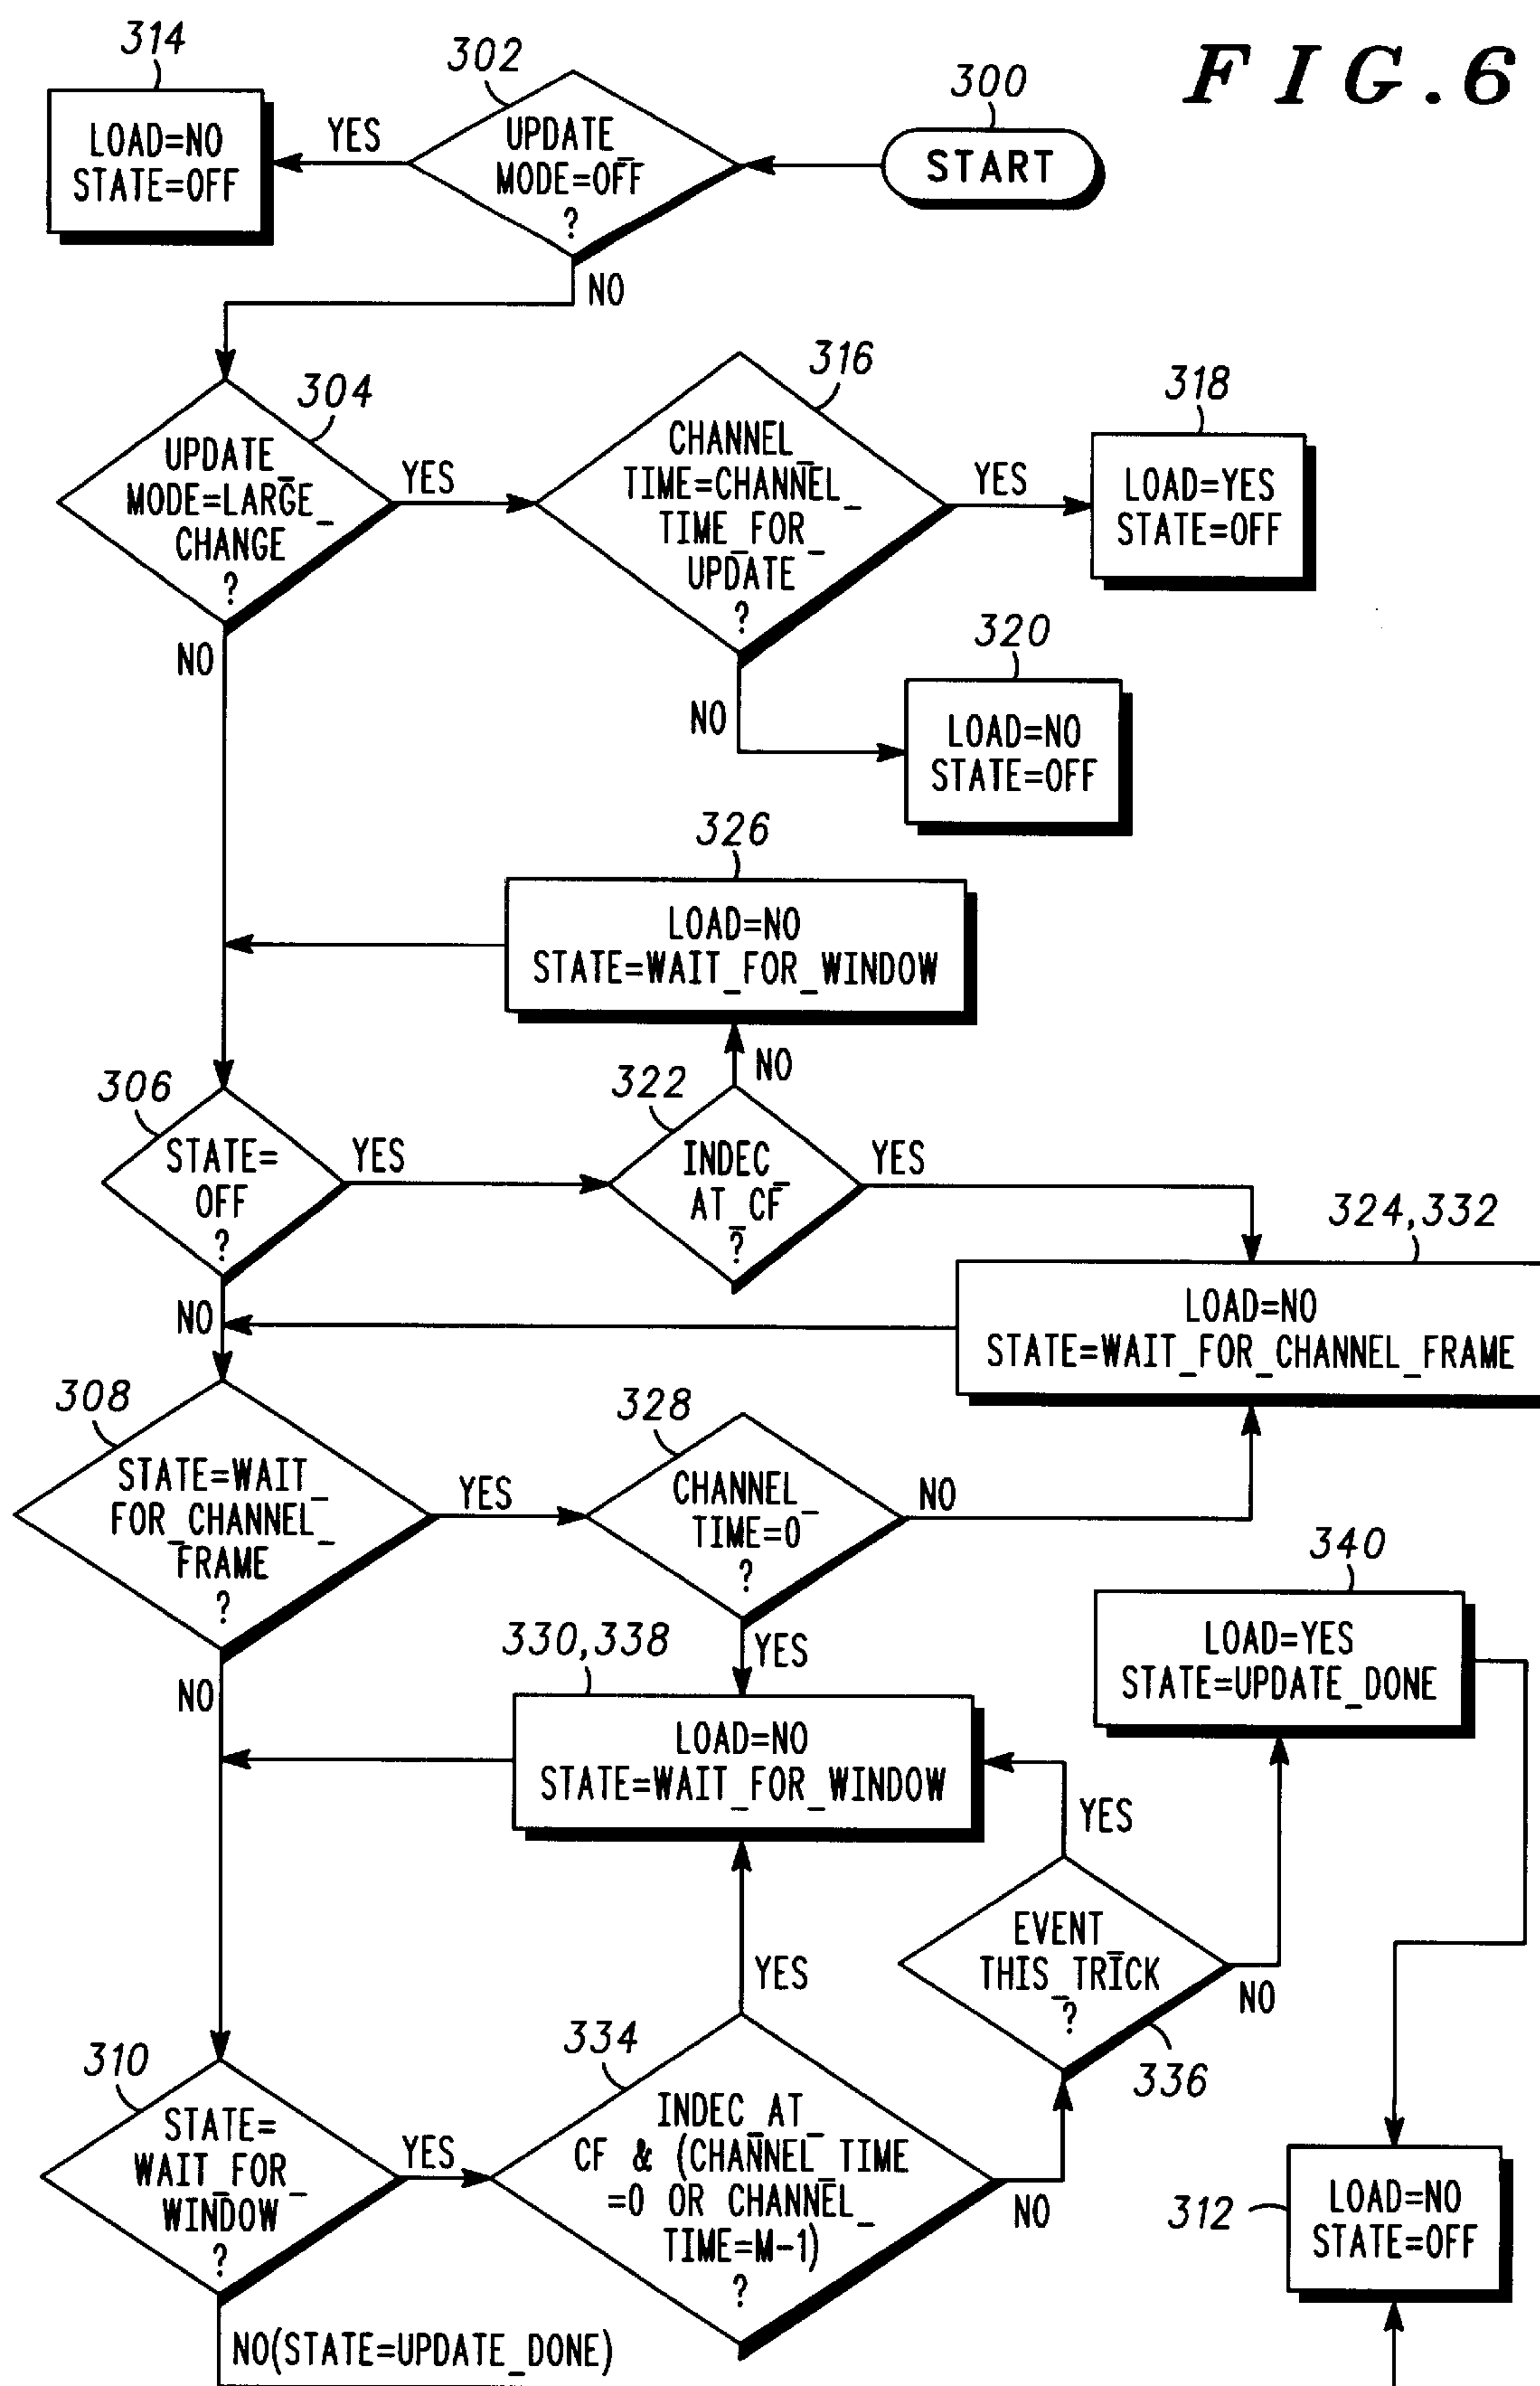 FIG.6
314
302
300
LOAD=NO
STATE=OFF
YES
UPDATE_
MODE=OFF
?
START
NO
304
316
318
UPDATE_
MODE=LARGE_
CHANGE
?
YES
CHANNEL_
TIME=CHANNEL_
TIME_FOR_
UPDATE
?
YES
LOAD=YES
STATE=OFF
NO
NO
320
LOAD=NO
STATE=OFF
326
LOAD=NO
STATE=WAIT_FOR_WINDOW
NO
306
322
STATE=
OFF
?
YES
INDEC_
AT_CF
?
YES
324,332
NO
LOAD=NO
STATE=WAIT_FOR_CHANNEL_FRAME
308
328
STATE=WAIT_
FOR_CHANNEL_
FRAME
?
YES
CHANNEL_
TIME=0
?
NO
340
NO
330,338
YES
LOAD=YES
STATE=UPDATE_DONE
LOAD=NO
STATE=WAIT_FOR_WINDOW
YES
YES
EVENT_
THIS_TRICK
?
NO
336
310
334
STATE=
WAIT_FOR_
WINDOW
?
YES
INDEC_AT_
CF & (CHANNEL_TIME
=0 OR CHANNEL_
TIME=M-1)
?
NO
312
LOAD=NO
STATE=OFF
NO(STATE=UPDATE_DONE)